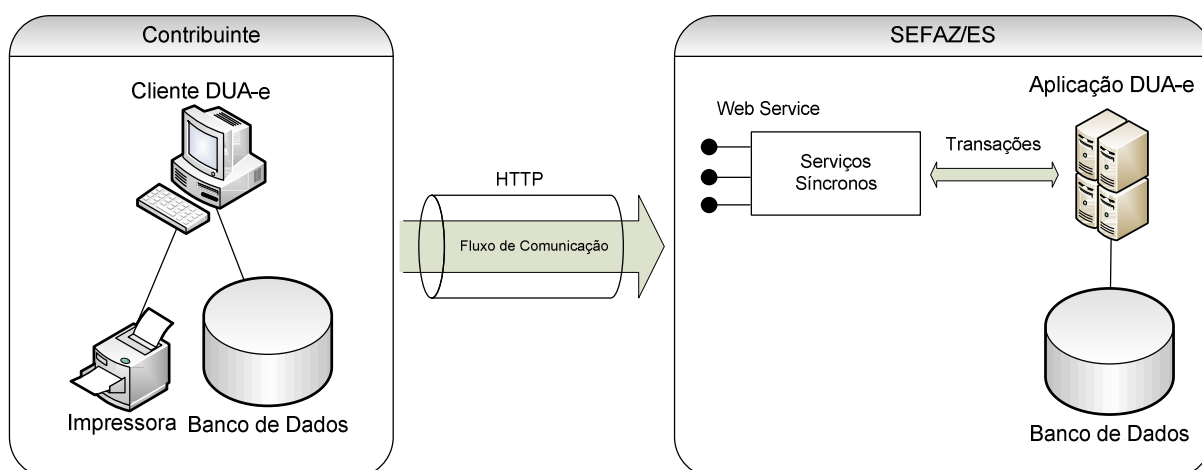 Contribuinte
Cliente DUA-e
Impressora
Banco de Dados
HTTP
Fluxo de Comunicação
SEFAZ/ES
Web Service
Serviços
Síncronos
Transações
Aplicação DUA-e
Banco de Dados